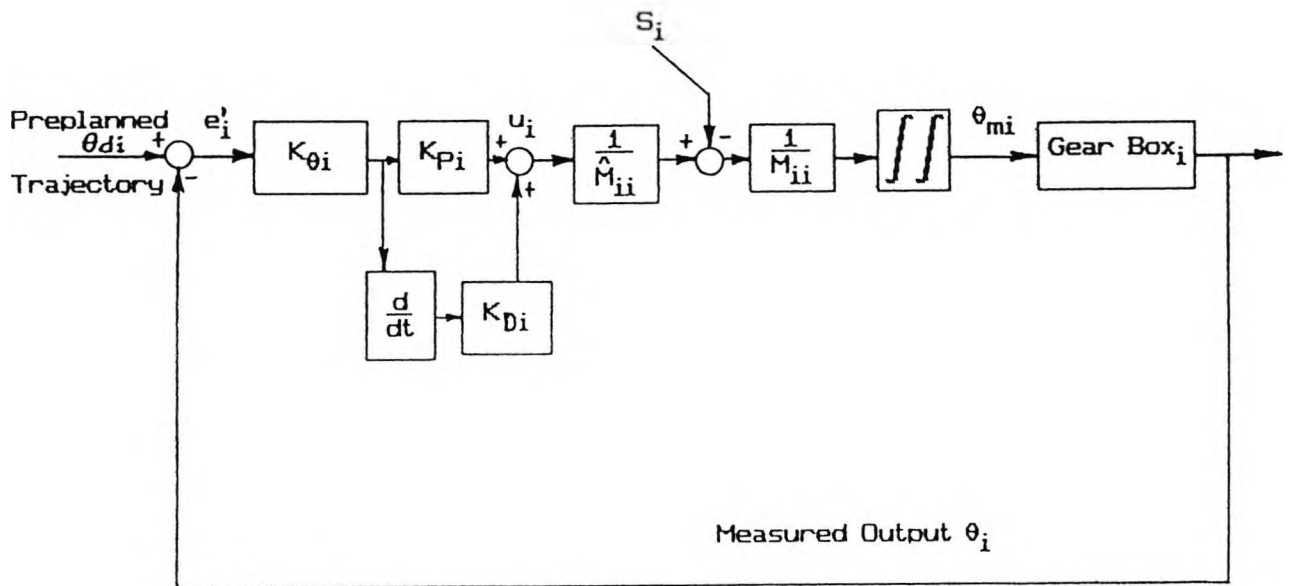 S_i
Preplanned
θdi
Trajectory
+
-
e'_i
K_θi
K_Pi
+
u_i
+
1
M̂_ii
+
-
1
M_ii
∫∫
θ_mi
Gear Box_i
d
dt
K_Di
Measured Output θ_i